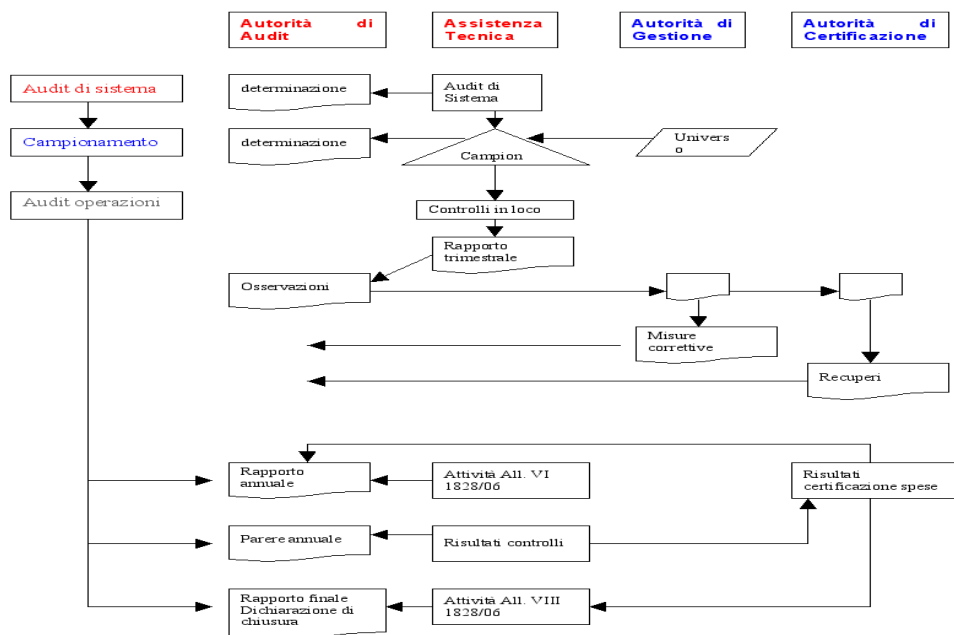 Autorità di
Audit
Assistenza
Tecnica
Autorità di
Gestione
Autorità di
Certificazione
Audit di sistema
determinazione
Audit di
Sistema
Campionamento
determinazione
Campion
Univers
o
Audit operazioni
Controlli in loco
Rapporto
trimestrale
Osservazioni
Misure
correttive
Recuperi
Rapporto
annuale
Attività All. VI
1828/06
Risultati
certificazione spese
Parere annuale
Risultati controlli
Rapporto finale
Dichiarazione di
chiusura
Attività All. VIII
1828/06